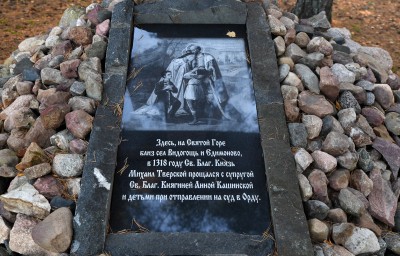 Здесь, на Святой Горе
близ сел Видогощь и Едимоново,
в 1318 году Св. Благ. Князь
Михаил Тверской прощался с супругой
Св. Благ. Княгиней Анной Кашинской
и детьми при отправлении на суд в Орду.